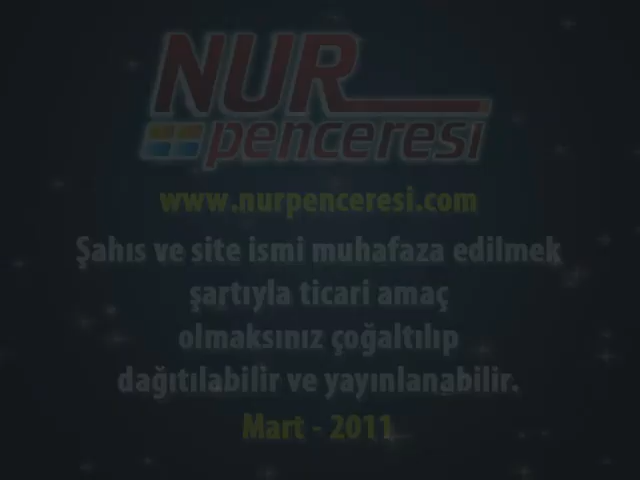 NUR
penceresi
www.nurpenceresi.com
Şahıs ve site ismi muhafaza edilmek
şartıyla ticari amaç
olmaksınız çoğaltılıp
dağıtılabilir ve yayınlanabilir.
Mart - 2011